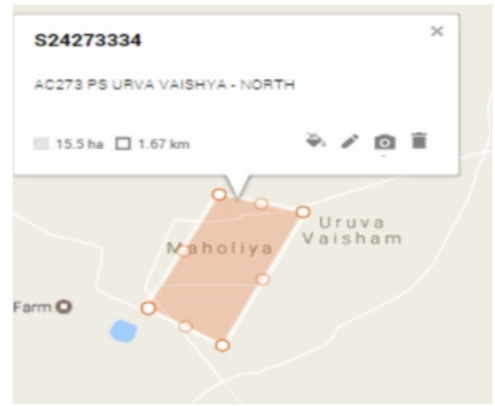 S24273334
AC273 PS URVA VAISHYA - NORTH
15.5 ha 1.67 km
Uruva
Vaisham
Maholiya
Farm